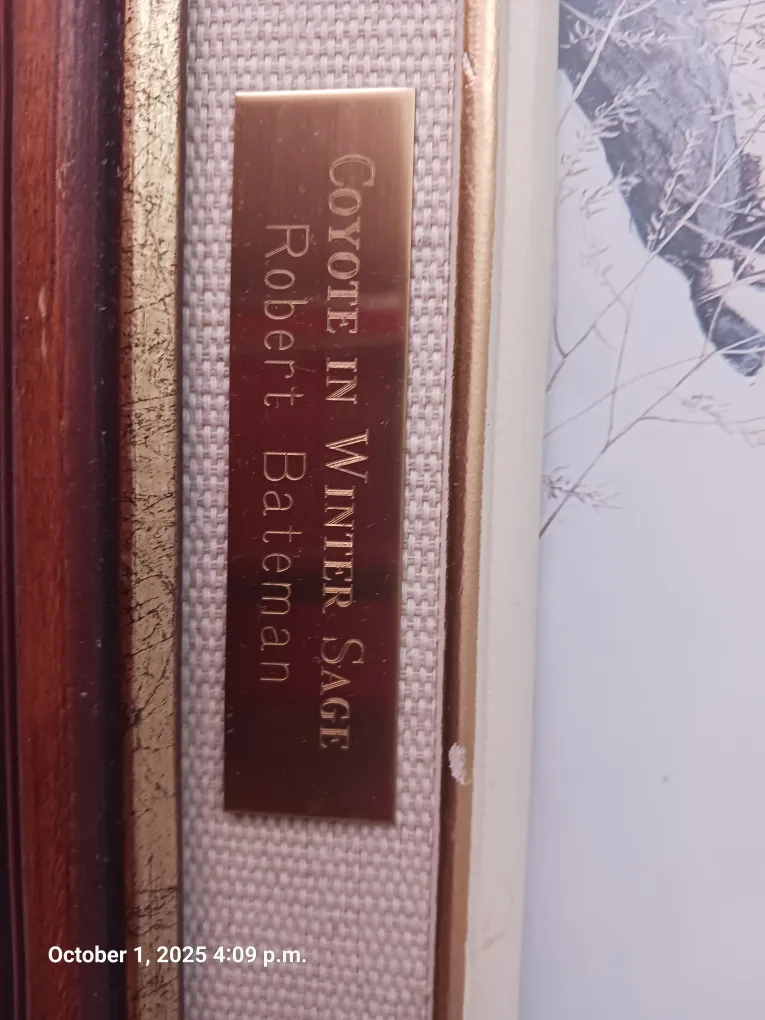 COYOTE IN WINTER SAGE
Robert Bateman
October 1, 2025 4:09 p.m.